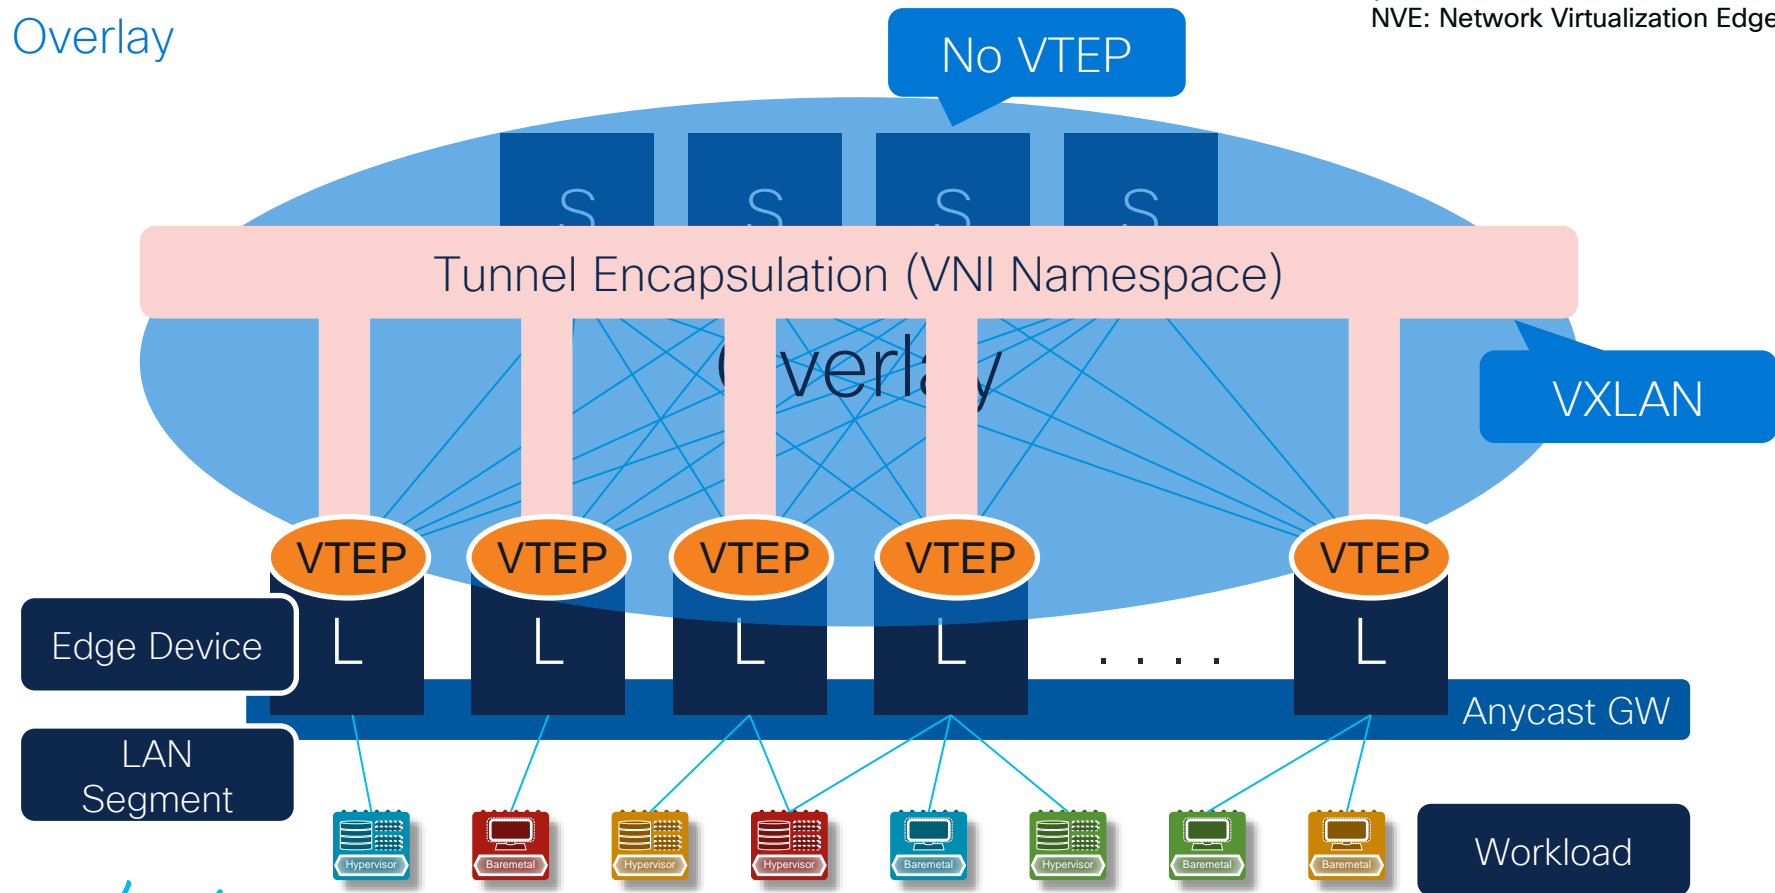 NVE: Network Virtualization Edge
Overlay
No VTEP
S S S S
Tunnel Encapsulation (VNI Namespace)
Overlay
VXLAN
VTEP VTEP VTEP VTEP VTEP
Edge Device
L L L L . . . . L
Anycast GW
LAN
Segment
Hypervisor Baremetal Hypervisor Hypervisor Baremetal Hypervisor Baremetal Baremetal
Workload